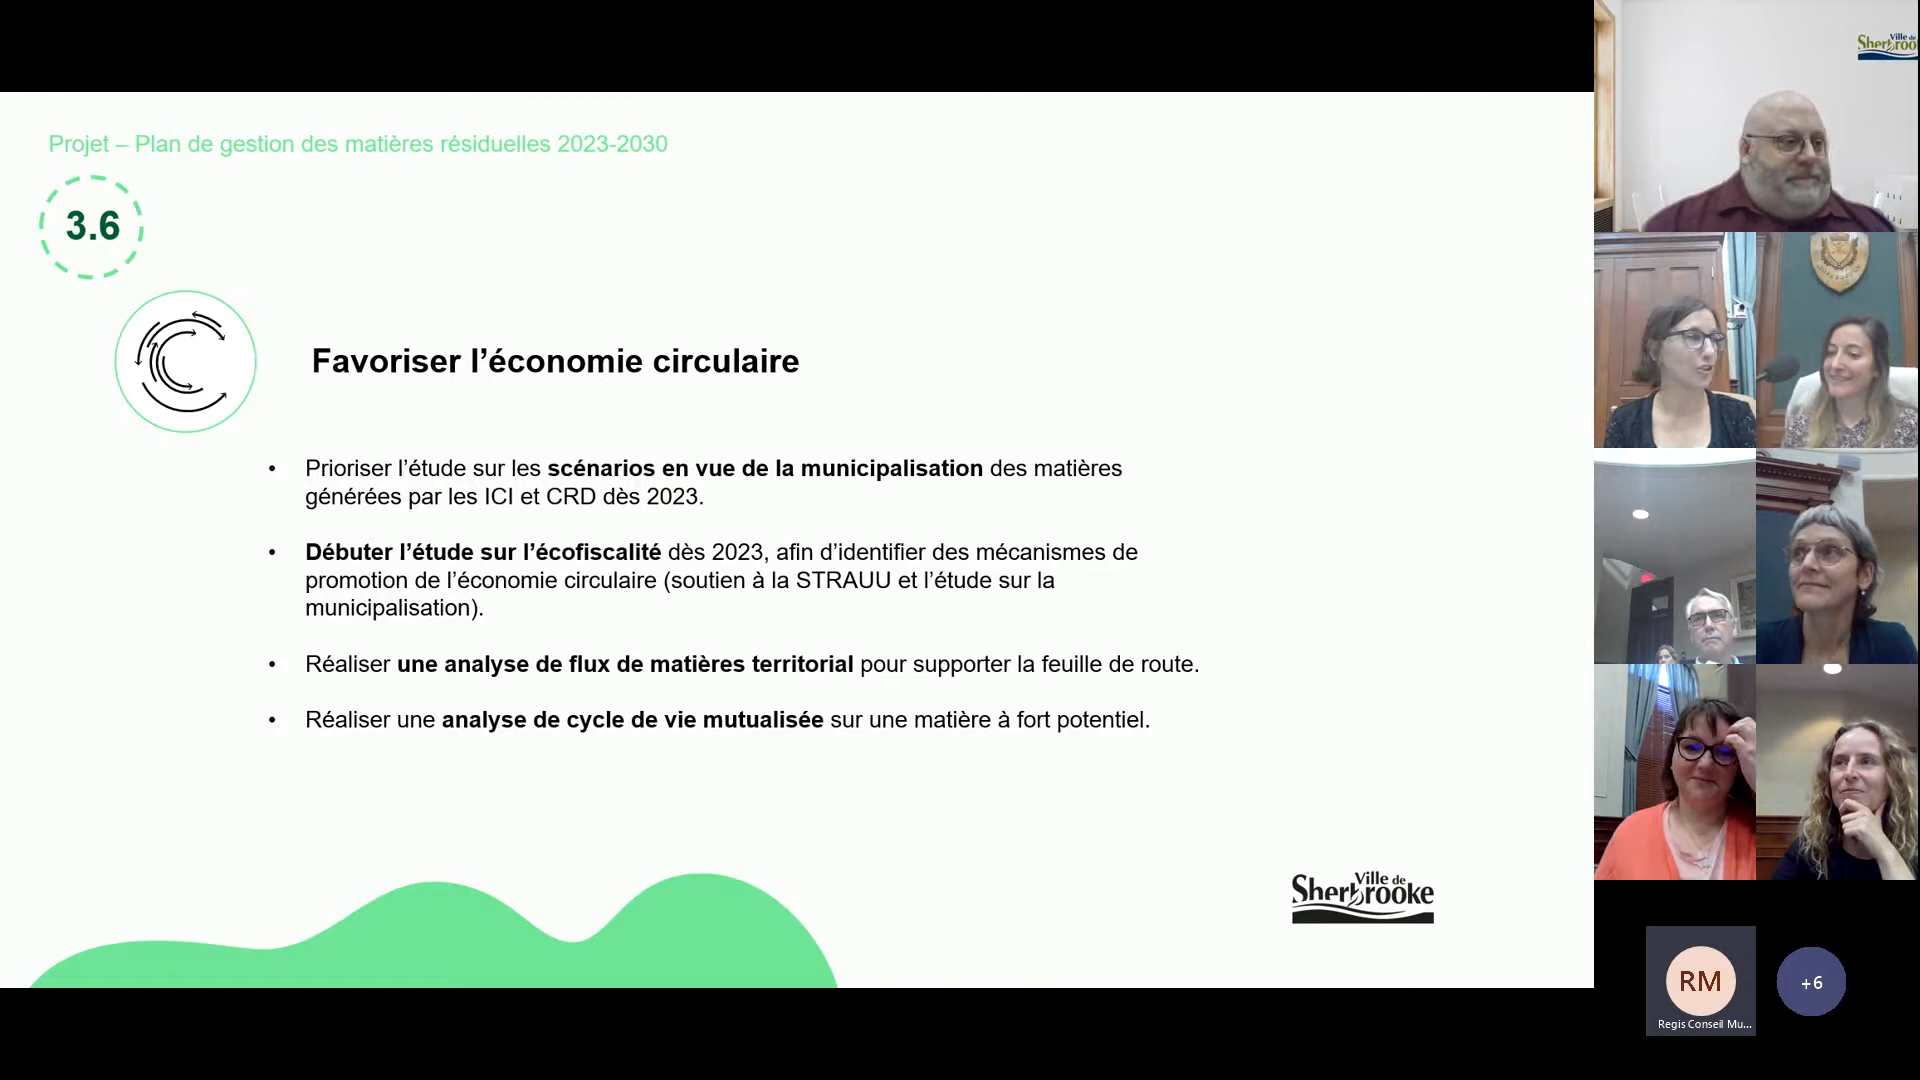 Projet – Plan de gestion des matières résiduelles 2023-2030
3.6
Favoriser l’économie circulaire
• Prioriser l’étude sur les scénarios en vue de la municipalisation des matières
générées par les ICI et CRD dès 2023.
• Débuter l’étude sur l’écofiscalité dès 2023, afin d’identifier des mécanismes de
promotion de l’économie circulaire (soutien à la STRAUU et l’étude sur la
municipalisation).
• Réaliser une analyse de flux de matières territorial pour supporter la feuille de route.
• Réaliser une analyse de cycle de vie mutualisée sur une matière à fort potentiel.
Ville de
Sherbrooke
Ville de
Sherbroo
RM
Regis Conseil Mu...
+6